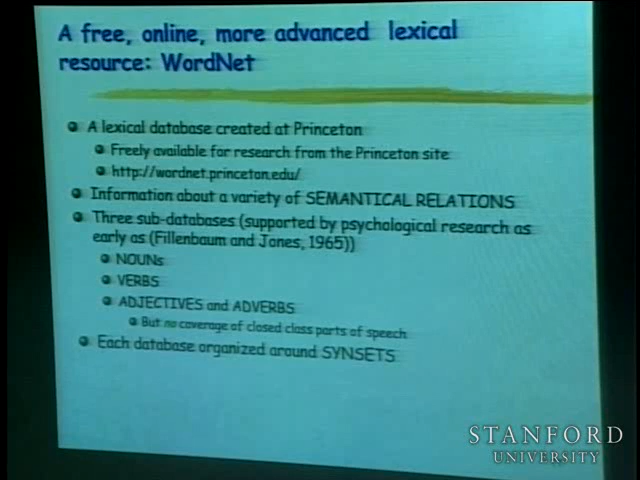 A free, online, more advanced lexical
resource: WordNet
A lexical database created at Princeton
Freely available for research from the Princeton site
http://wordnet.princeton.edu/
Information about a variety of SEMANTICAL RELATIONS
Three sub-databases (supported by psychological research as
early as (Fillenbaum and Jones, 1965))
NOUNs
VERBS
ADJECTIVES and ADVERBS
But no coverage of closed class parts of speech
Each database organized around SYNSETS
STANFORD
UNIVERSITY